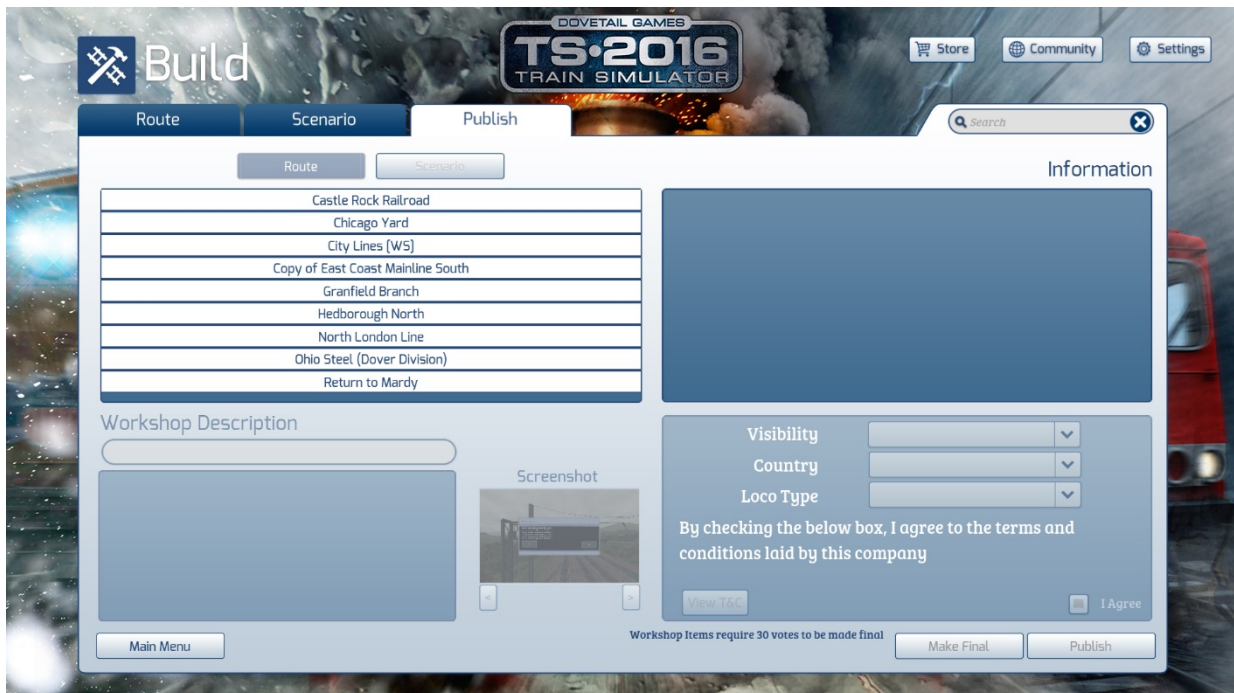 DOVETAIL GAMES
TS•2016
TRAIN SIMULATOR
Build
Store
Community
Settings
Route
Scenario
Publish
Search
Route
Scenario
Information
Castle Rock Railroad
Chicago Yard
City Lines [WS]
Copy of East Coast Mainline South
Granfield Branch
Hedborough North
North London Line
Ohio Steel (Dover Division)
Return to Mardy
Workshop Description
Screenshot
<
>
Visibility
Country
Loco Type
By checking the below box, I agree to the terms and
conditions laid by this company
View T&C
I Agree
Main Menu
Workshop Items require 30 votes to be made final
Make Final
Publish